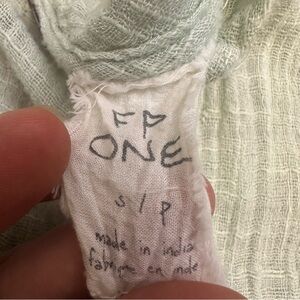 FP
ONE
S / P
made in india
fabriqué en inde